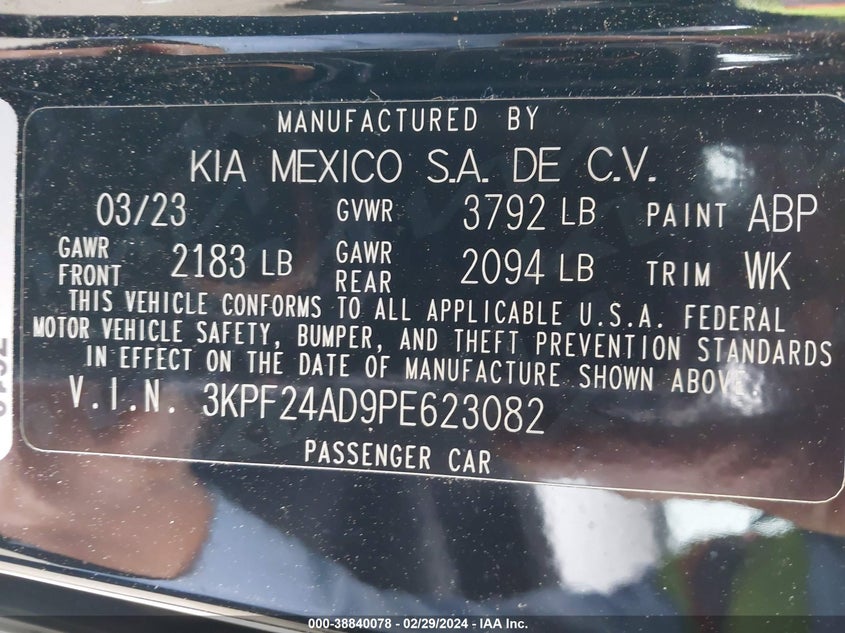 MANUFACTURED BY
KIA MEXICO S.A. DE C.V.
03/23 GVWR 3792 LB PAINT ABP
GAWR FRONT 2183 LB GAWR REAR 2094 LB TRIM WK
THIS VEHICLE CONFORMS TO ALL APPLICABLE U.S.A. FEDERAL
MOTOR VEHICLE SAFETY, BUMPER, AND THEFT PREVENTION STANDARDS
IN EFFECT ON THE DATE OF MANUFACTURE SHOWN ABOVE.
V.I.N. 3KPF24AD9PE623082
PASSENGER CAR
000-38840078 - 02/29/2024 - IAA Inc.